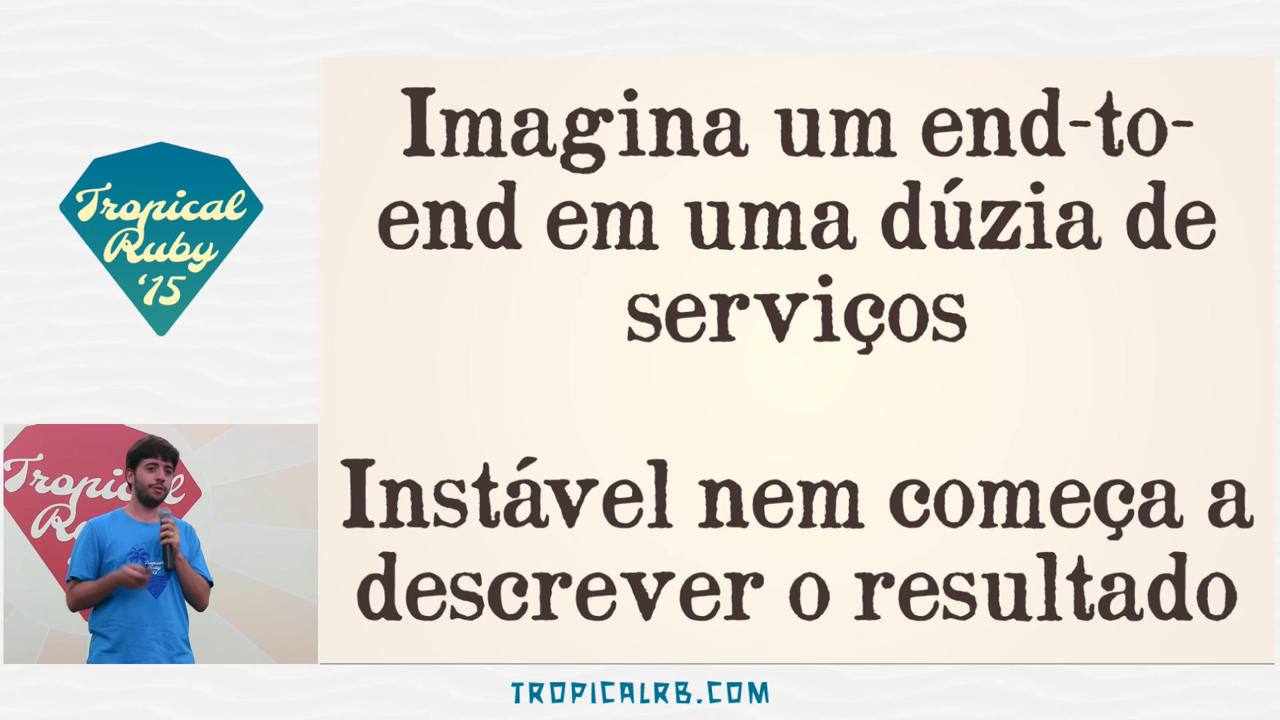 Tropical
Ruby
'15
Imagina um end-to-
end em uma dúzia de
serviços
Instável nem começa a
descrever o resultado
Tropical
TROPICALRB.COM